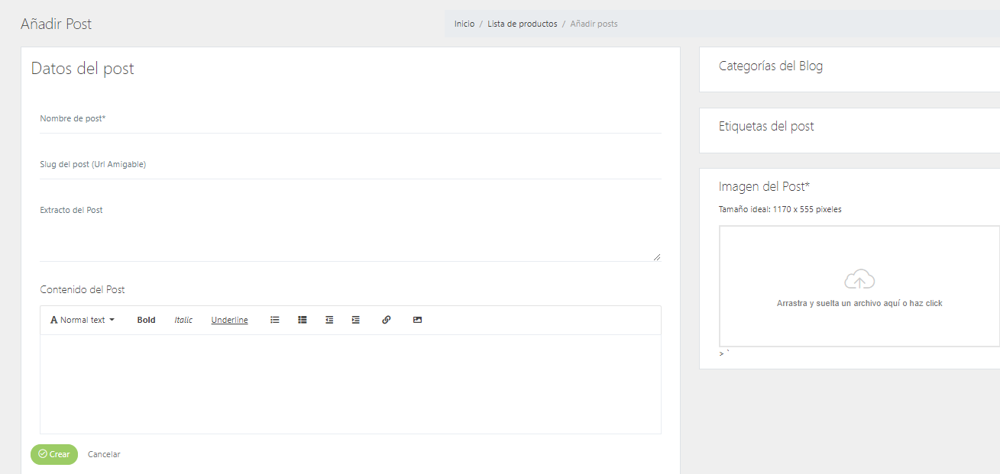 Añadir Post
Inicio / Lista de productos / Añadir posts
Datos del post
Nombre de post*
Slug del post (Url Amigable)
Extracto del Post
Contenido del Post
A Normal text Bold Italic Underline
Crear Cancelar
Categorías del Blog
Etiquetas del post
Imagen del Post*
Tamaño ideal: 1170 x 555 pixeles
Arrastra y suelta un archivo aquí o haz click
> `